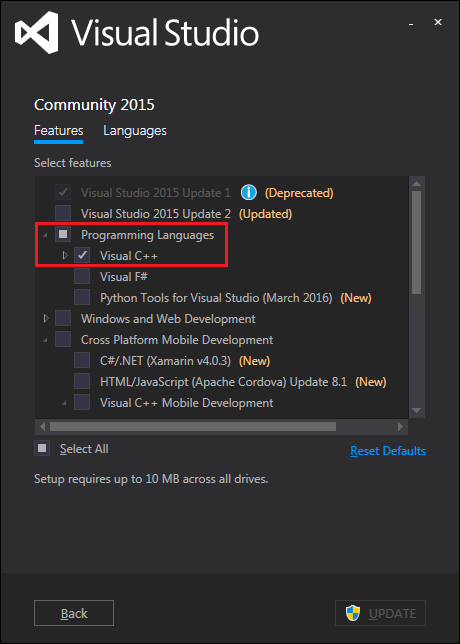 Visual Studio
Community 2015
Features Languages
Select features
Visual Studio 2015 Update 1 (Deprecated)
Visual Studio 2015 Update 2 (Updated)
Programming Languages
Visual C++
Visual F#
Python Tools for Visual Studio (March 2016) (New)
Windows and Web Development
Cross Platform Mobile Development
C#/.NET (Xamarin v4.0.3) (New)
HTML/JavaScript (Apache Cordova) Update 8.1 (New)
Visual C++ Mobile Development
Select All
Reset Defaults
Setup requires up to 10 MB across all drives.
Back
UPDATE